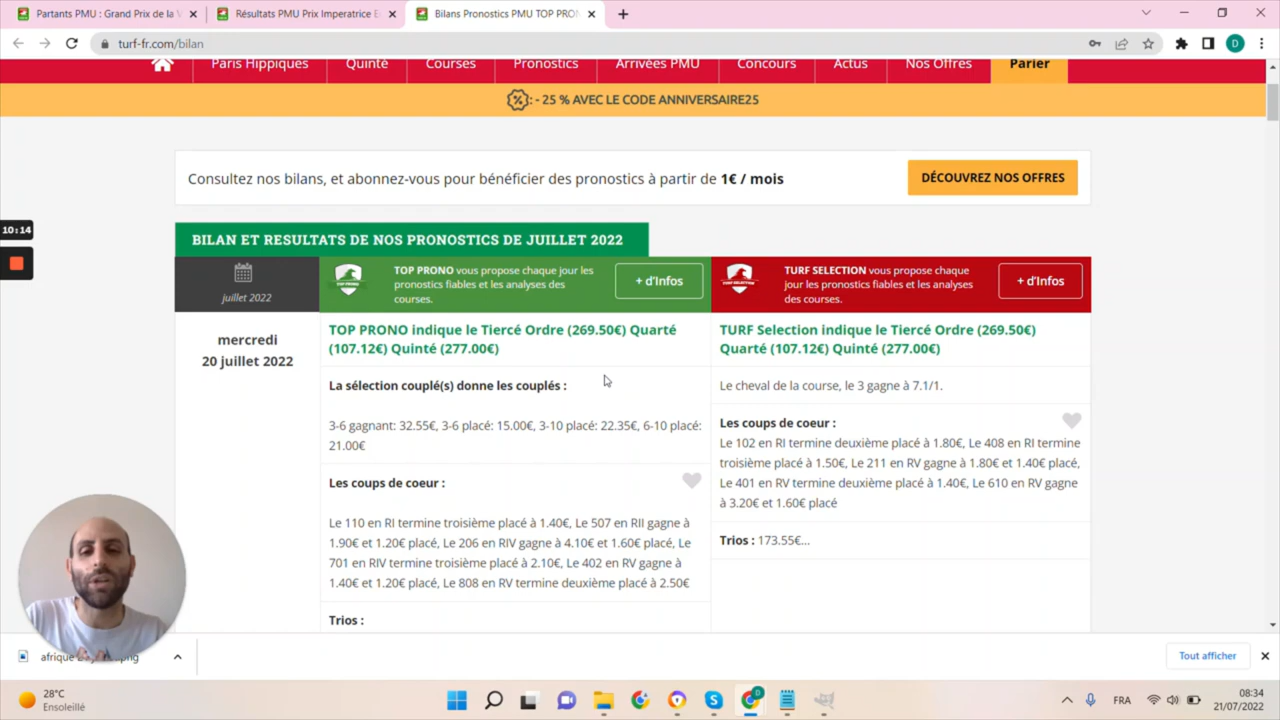 Partants PMU : Grand Prix de la V
Résultats PMU Prix Imperatrice E
Bilans Pronostics PMU TOP PRON
turf-fr.com/bilan
D
Paris Hippiques
Quinté
Courses
Pronostics
Arrivées PMU
Concours
Actus
Nos Offres
Parier
: - 25 % AVEC LE CODE ANNIVERSAIRE25
Consultez nos bilans, et abonnez-vous pour bénéficier des pronostics à partir de 1€ / mois
DÉCOUVREZ NOS OFFRES
10:14
BILAN ET RESULTATS DE NOS PRONOSTICS DE JUILLET 2022
juillet 2022
TOP PRONO
TOP PRONO vous propose chaque jour les
pronostics fiables et les analyses des
courses.
+ d'Infos
TURF SELECTION
TURF SELECTION vous propose chaque
jour les pronostics fiables et les analyses
des courses.
+ d'Infos
mercredi
20 juillet 2022
TOP PRONO indique le Tiercé Ordre (269.50€) Quarté
(107.12€) Quinté (277.00€)
La sélection couplé(s) donne les couplés :
3-6 gagnant: 32.55€, 3-6 placé: 15.00€, 3-10 placé: 22.35€, 6-10 placé:
21.00€
Les coups de coeur :
Le 110 en RI termine troisième placé à 1.40€, Le 507 en RII gagne à
1.90€ et 1.20€ placé, Le 206 en RIV gagne à 4.10€ et 1.60€ placé, Le
701 en RIV termine troisième placé à 2.10€, Le 402 en RV gagne à
1.40€ et 1.20€ placé, Le 808 en RV termine deuxième placé à 2.50€
Trios :
TURF Selection indique le Tiercé Ordre (269.50€)
Quarté (107.12€) Quinté (277.00€)
Le cheval de la course, le 3 gagne à 7.1/1.
Les coups de coeur :
Le 102 en RI termine deuxième placé à 1.80€, Le 408 en RI termine
troisième placé à 1.50€, Le 211 en RV gagne à 1.80€ et 1.40€ placé,
Le 401 en RV termine deuxième placé à 1.40€, Le 610 en RV gagne
à 3.20€ et 1.60€ placé
Trios : 173.55€...
afrique
png
Tout afficher
28°C
Ensoleillé
D
FRA
08:34
21/07/2022